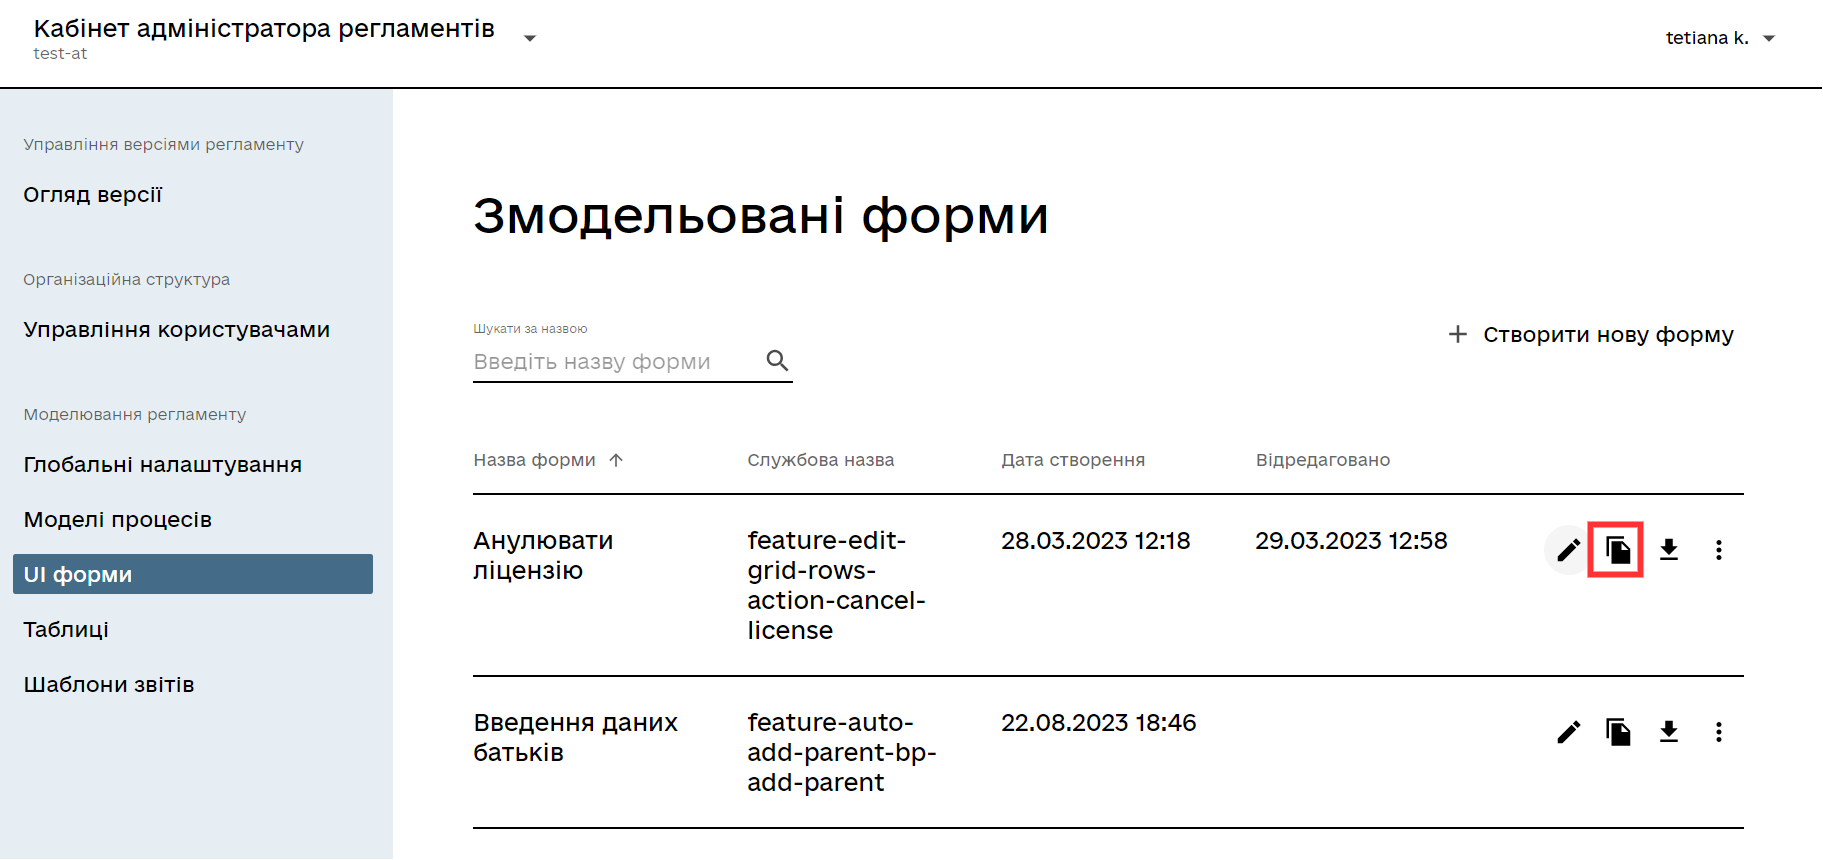 Кабінет адміністратора регламентів
test-at
tetiana k.
Управління версіями регламенту
Огляд версії
Організаційна структура
Управління користувачами
Моделювання регламенту
Глобальні налаштування
Моделі процесів
UI форми
Таблиці
Шаблони звітів
Змодельовані форми
Шукати за назвою
Введіть назву форми
Створити нову форму
Назва форми Службова назва Дата створення Відредаговано
Анулювати
ліцензію
feature-edit-
grid-rows-
action-cancel-
license
28.03.2023 12:18
29.03.2023 12:58
Введення даних
батьків
feature-auto-
add-parent-bp-
add-parent
22.08.2023 18:46